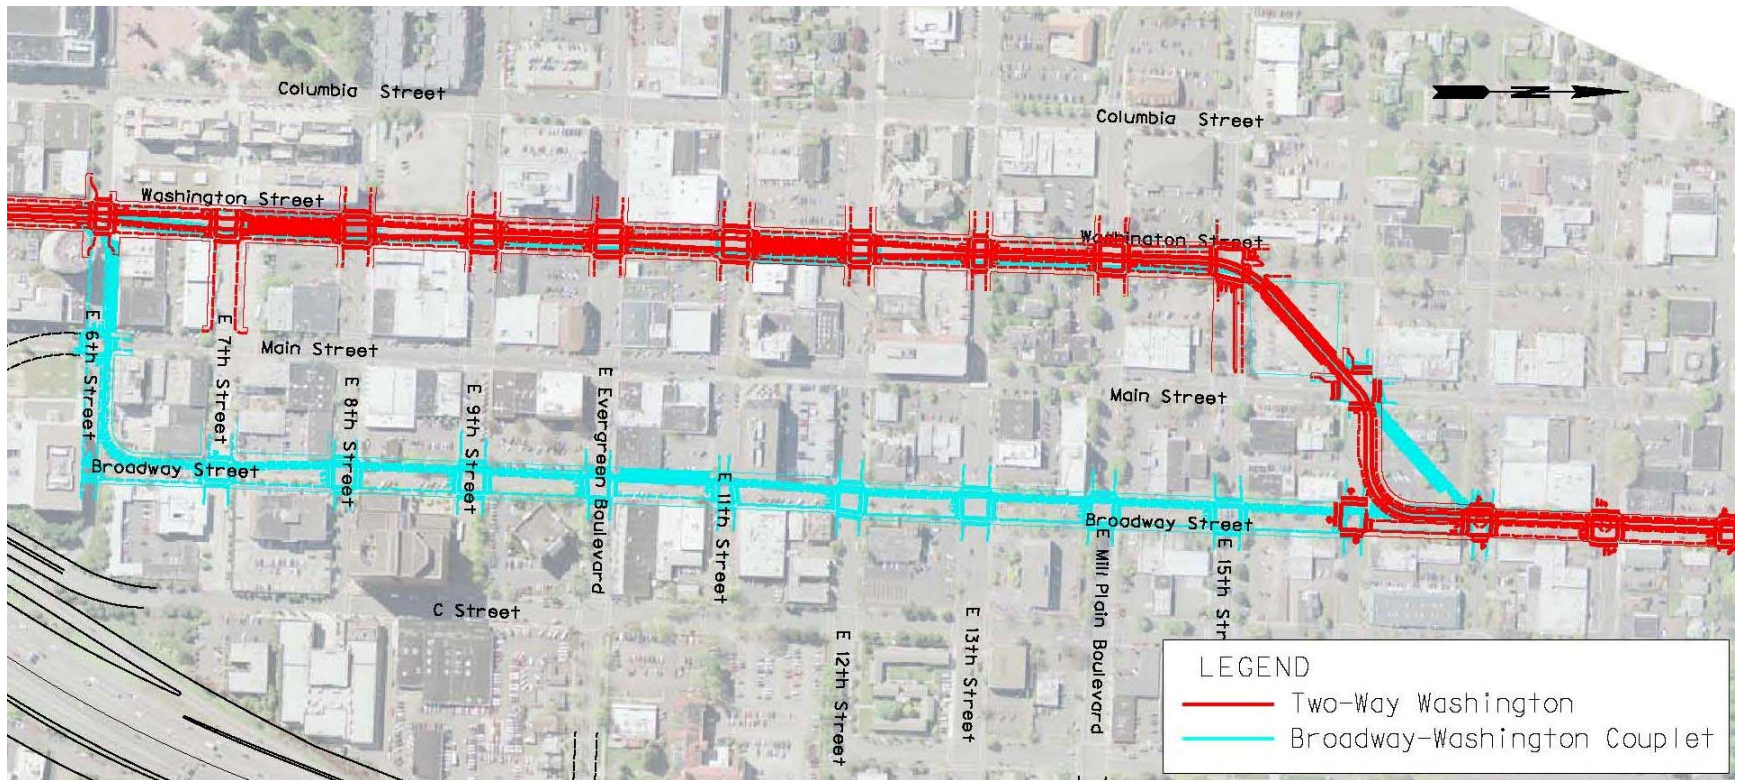 Columbia Street
Columbia Street
N
Washington Street
Washington Street
E 6th Street
E 7th Street
Main Street
E 8th Street
E 9th Street
E Evergreen Boulevard
Main Street
Broadway Street
E 11th Street
Broadway Street
E Mill Plain Boulevard
E 15th Str
C Street
E 12th Street
E 13th Street
LEGEND
Two-Way Washington
Broadway-Washington Couplet